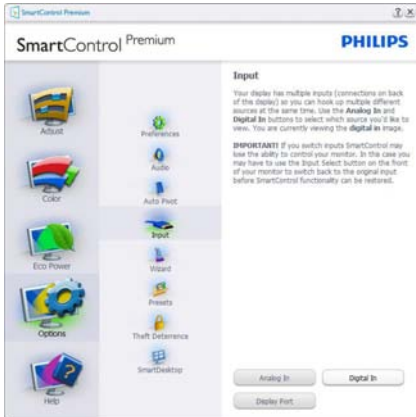 SmartControl Premium
SmartControl Premium
PHILIPS
Adjust
Color
Eco Power
Options
Help
Preferences
Audio
Auto Pivot
Input
Wizard
Presets
Theft Deterrence
SmartDesktop
Input
Your display has multiple inputs (connections on back
of this display) so you can hook up multiple different
sources at the same time. Use the Analog In and
Digital In buttons to select which source you'd like to
view. You are currently viewing the digital in image.
IMPORTANT! If you switch inputs SmartControl may
lose the ability to control your monitor. In this case you
may have to use the Input Select button on the front
of your monitor to switch back to the original input
before SmartControl functionality can be restored.
Analog In
Digital In
Display Port